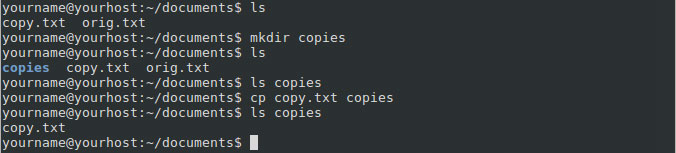 yourname@yourhost:~/documents$ ls
copy.txt  orig.txt
yourname@yourhost:~/documents$ mkdir copies
yourname@yourhost:~/documents$ ls
copies  copy.txt  orig.txt
yourname@yourhost:~/documents$ ls copies
yourname@yourhost:~/documents$ cp copy.txt copies
yourname@yourhost:~/documents$ ls copies
copy.txt
yourname@yourhost:~/documents$